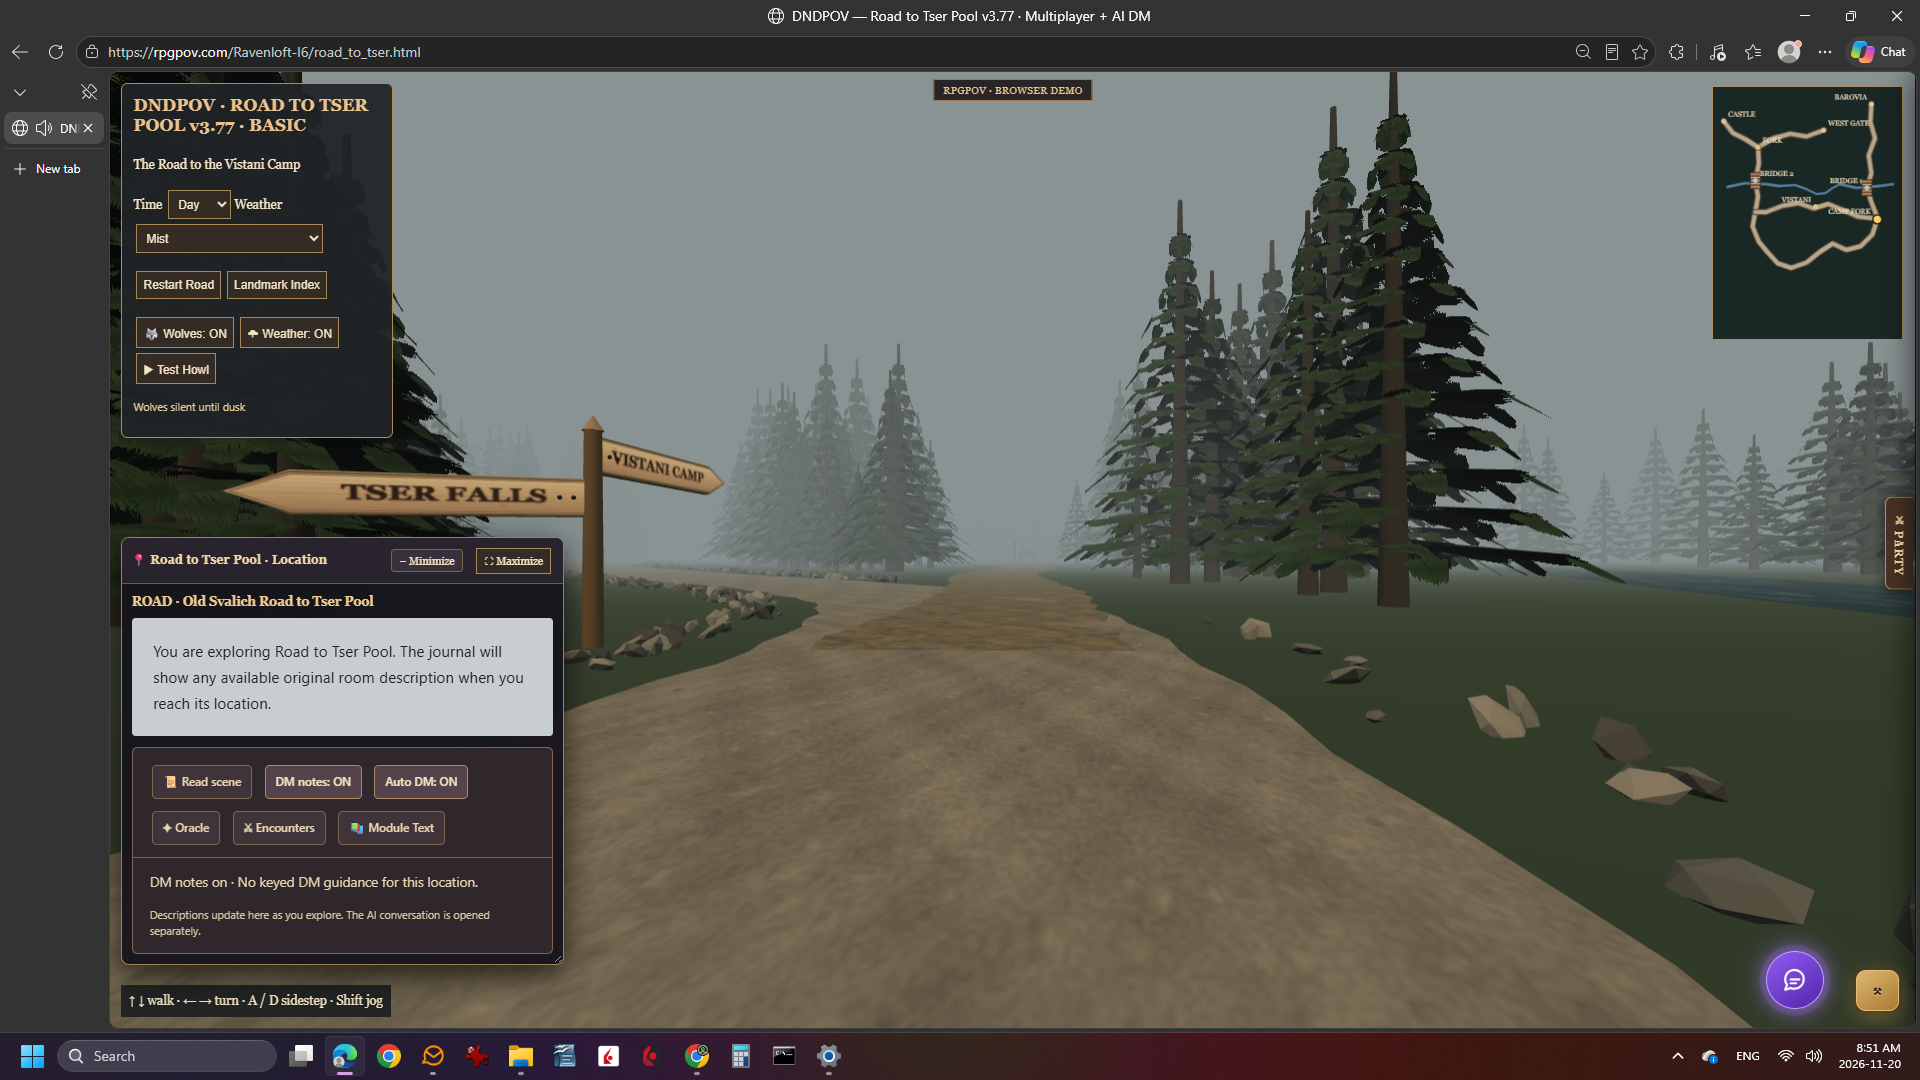 DNDPOV — Road to Tser Pool v3.77 · Multiplayer + AI DM
https://rpgpov.com/Ravenloft-I6/road_to_tser.html
Chat
DN
New tab
DNDPOV · ROAD TO TSER
POOL v3.77 · BASIC
The Road to the Vistani Camp
Time Day Weather
Mist
Restart Road Landmark Index
Wolves: ON Weather: ON
Test Howl
Wolves silent until dusk
RPGPOV · BROWSER DEMO
BAROVIA
CASTLE
WEST GATE
FORK
BRIDGE 2
BRIDGE 1
VISTANI
CAMP FORK
TSER FALLS ··
·VISTANI CAMP
PARTY
Road to Tser Pool · Location
– Minimize
Maximize
ROAD · Old Svalich Road to Tser Pool
You are exploring Road to Tser Pool. The journal will
show any available original room description when you
reach its location.
Read scene DM notes: ON Auto DM: ON
Oracle Encounters Module Text
DM notes on · No keyed DM guidance for this location.
Descriptions update here as you explore. The AI conversation is opened
separately.
↑↓ walk · ←→ turn · A / D sidestep · Shift jog
Search
ENG
8:51 AM
2026-11-20